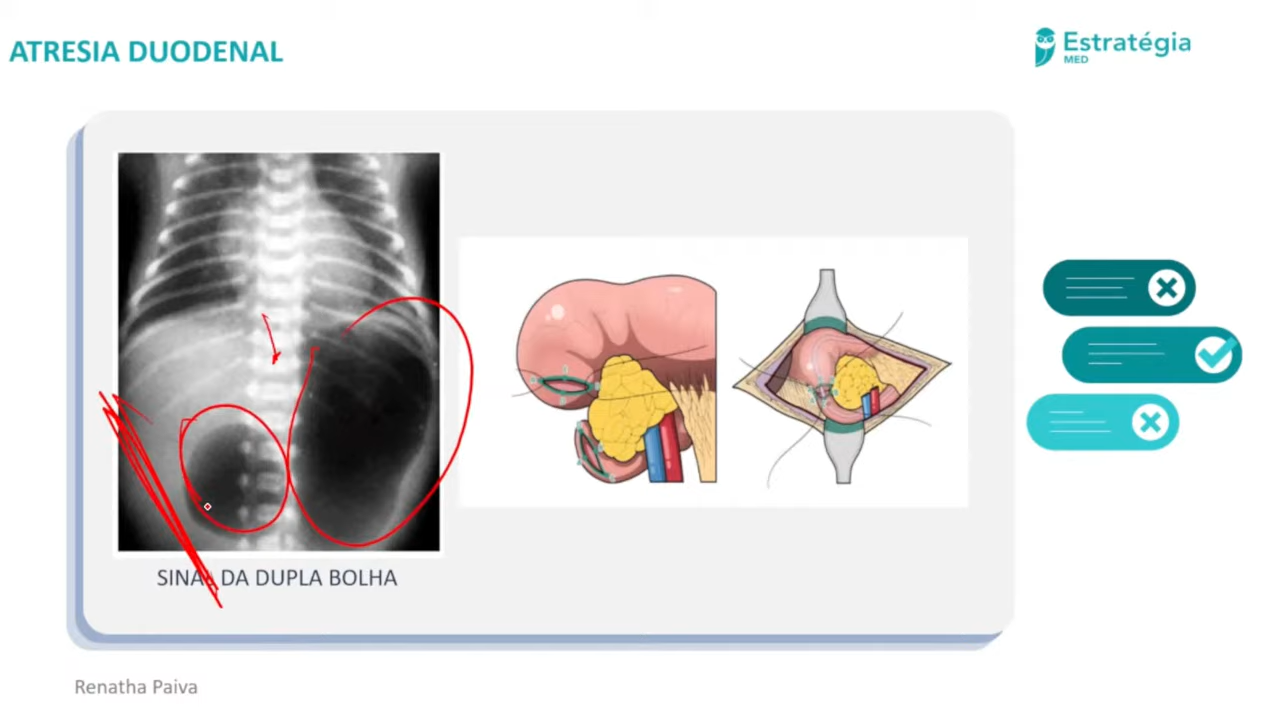 ATRESIA DUODENAL
Estratégia
MED
SINAL DA DUPLA BOLHA
Renatha Paiva